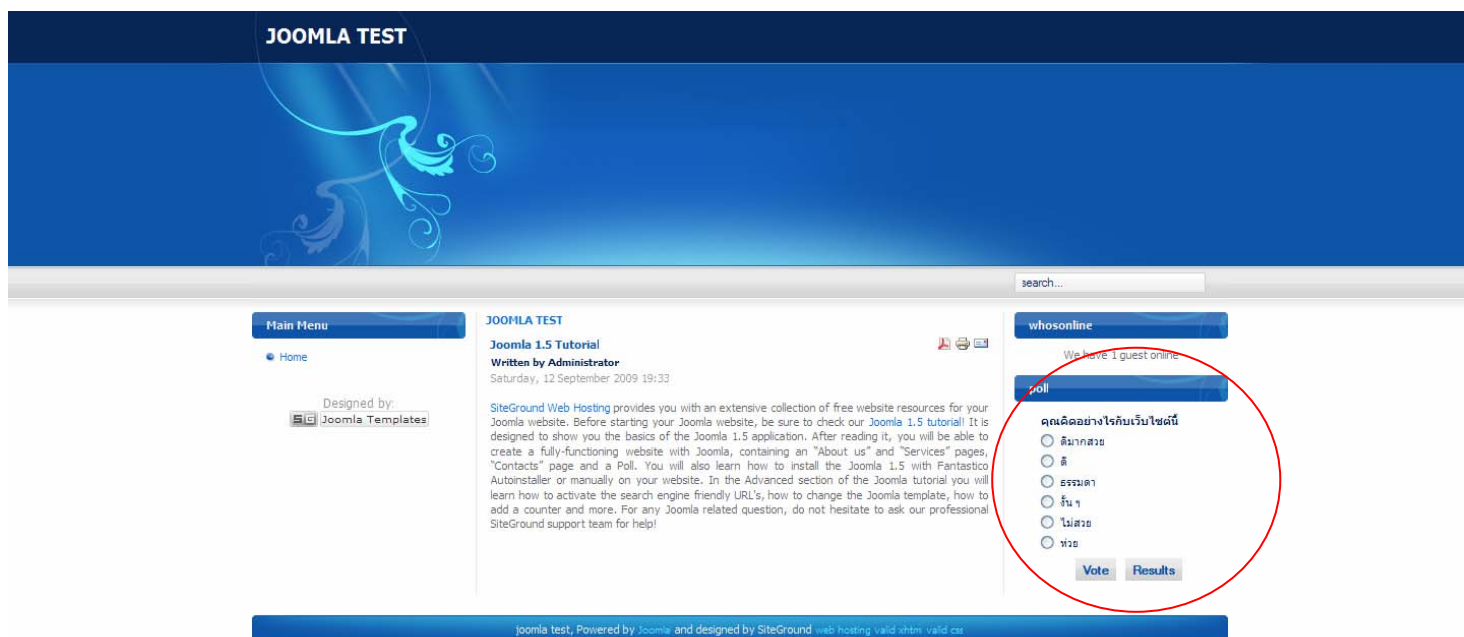 JOOMLA TEST
search...
Main Menu
Home
Designed by:
SG Joomla Templates
JOOMLA TEST
Joomla 1.5 Tutorial
Written by Administrator
Saturday, 12 September 2009 19:33
SiteGround Web Hosting provides you with an extensive collection of free website resources for your
Joomla website. Before starting your Joomla website, be sure to check our Joomla 1.5 tutorial! It is
designed to show you the basics of the Joomla 1.5 application. After reading it, you will be able to
create a fully-functioning website with Joomla, containing an "About us" and "Services" pages,
"Contacts" page and a Poll. You will also learn how to install the Joomla 1.5 with Fantastico
Autoinstaller or manually on your website. In the Advanced section of the Joomla tutorial you will
learn how to activate the search engine friendly URL's, how to change the Joomla template, how to
add a counter and more. For any Joomla related question, do not hesitate to ask our professional
SiteGround support team for help!
whosonline
We have 1 guest online
poll
คุณคิดอย่างไรกับเว็บไซต์นี้
ดีมากสวย
ดี
ธรรมดา
งั้น ๆ
ไม่สวย
ห่วย
Vote Results
joomla test, Powered by Joomla and designed by SiteGround web hosting valid xhtml valid css